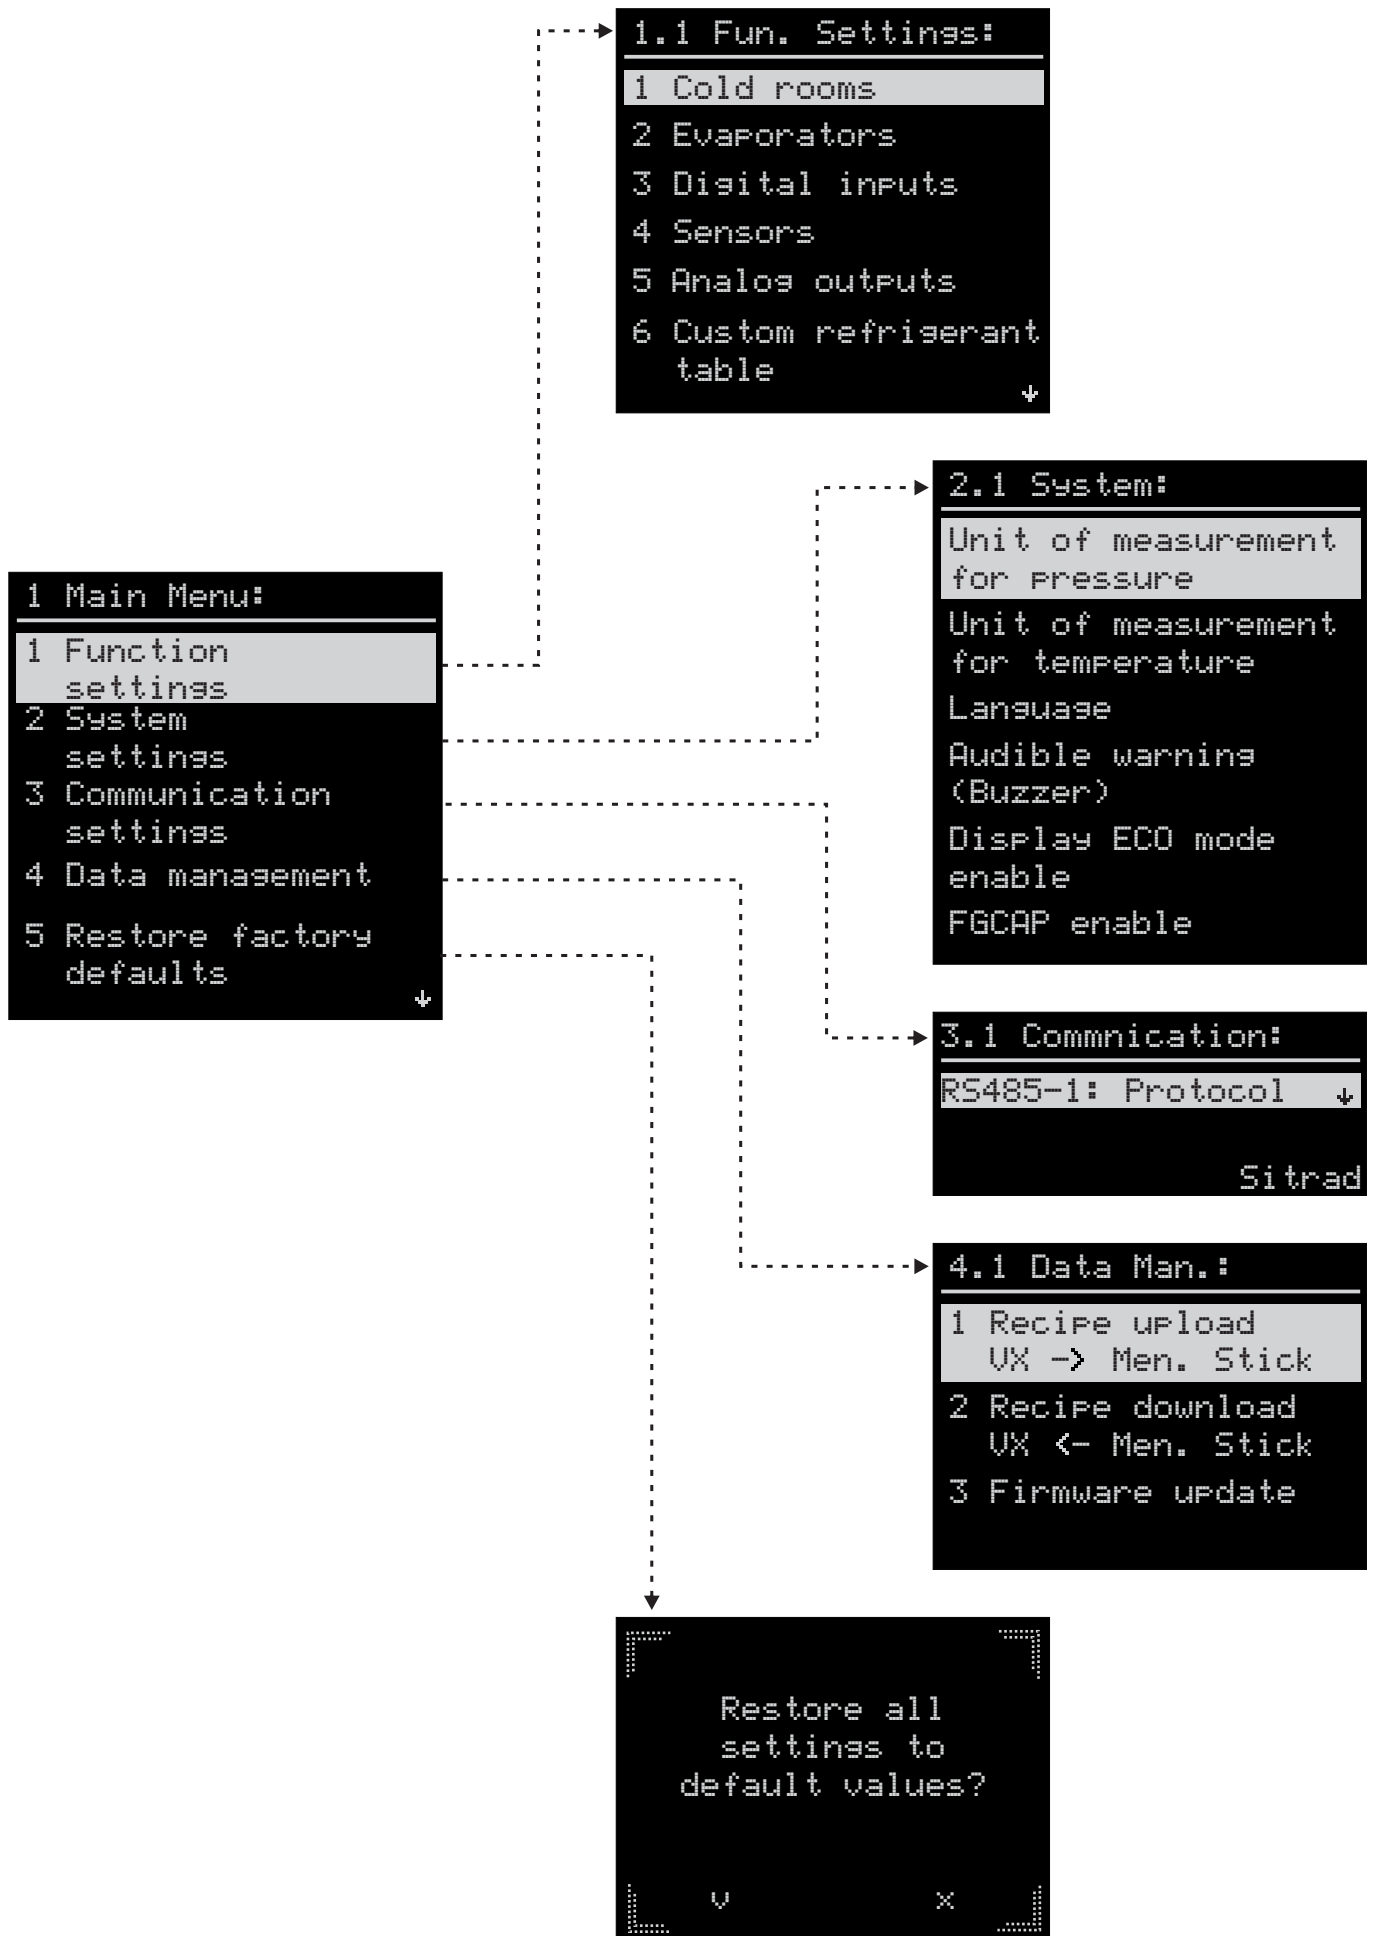 1.1 Fun. Settings:
1 Cold rooms
2 Evaporators
3 Digital inputs
4 Sensors
5 Analog outputs
6 Custom refrigerant
table
2.1 System:
Unit of measurement
for pressure
Unit of measurement
for temperature
Language
Audible warning
(Buzzer)
Display ECO mode
enable
FGCAP enable
1 Main Menu:
1 Function
settings
2 System
settings
3 Communication
settings
4 Data management
5 Restore factory
defaults
3.1 Commnication:
RS485-1: Protocol
Sitrad
4.1 Data Man.:
1 Recipe upload
VX -> Men. Stick
2 Recipe download
VX <- Men. Stick
3 Firmware update
Restore all
settings to
default values?
V X